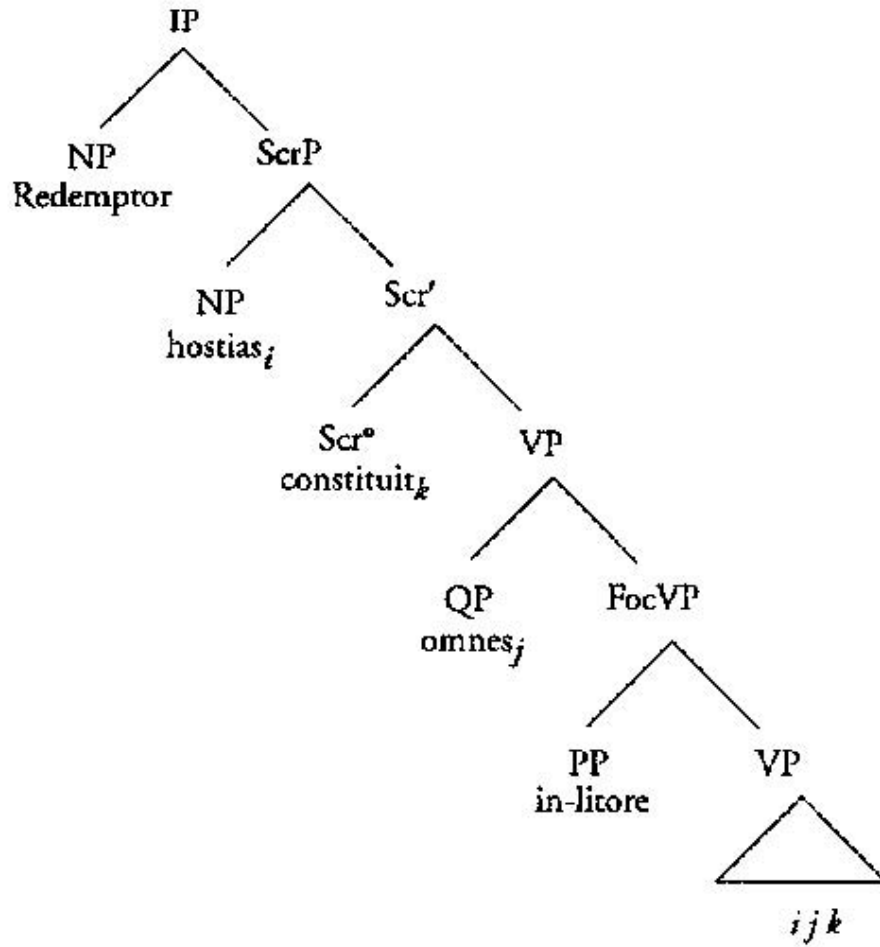 IP
NP ScrP
Redemptor
NP Scr'
hostias_i
Scr° VP
constituit_k
QP FocVP
omnes_j
PP VP
in-litore
i j k